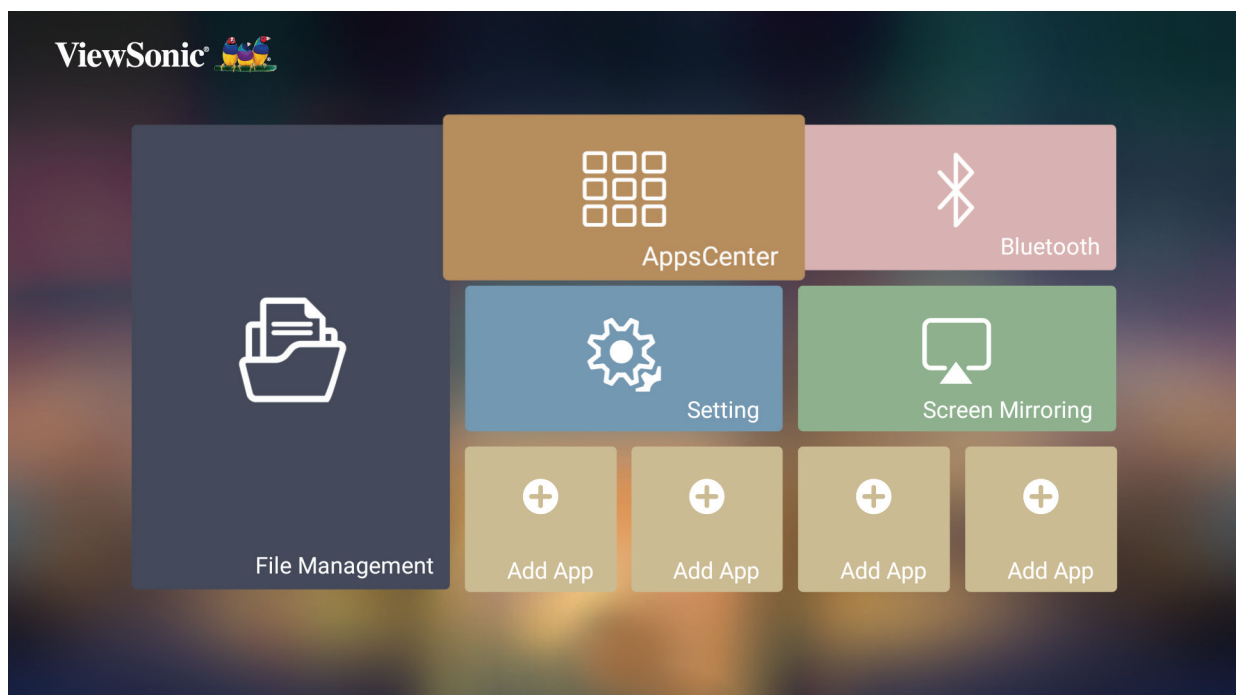 ViewSonic®
AppsCenter
Bluetooth
Setting
Screen Mirroring
File Management
Add App
Add App
Add App
Add App